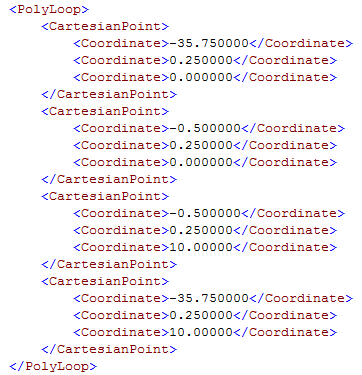 <PolyLoop>
<CartesianPoint>
<Coordinate>-35.750000</Coordinate>
<Coordinate>0.250000</Coordinate>
<Coordinate>0.000000</Coordinate>
</CartesianPoint>
<CartesianPoint>
<Coordinate>-0.500000</Coordinate>
<Coordinate>0.250000</Coordinate>
<Coordinate>0.000000</Coordinate>
</CartesianPoint>
<CartesianPoint>
<Coordinate>-0.500000</Coordinate>
<Coordinate>0.250000</Coordinate>
<Coordinate>10.00000</Coordinate>
</CartesianPoint>
<CartesianPoint>
<Coordinate>-35.750000</Coordinate>
<Coordinate>0.250000</Coordinate>
<Coordinate>10.00000</Coordinate>
</CartesianPoint>
</PolyLoop>